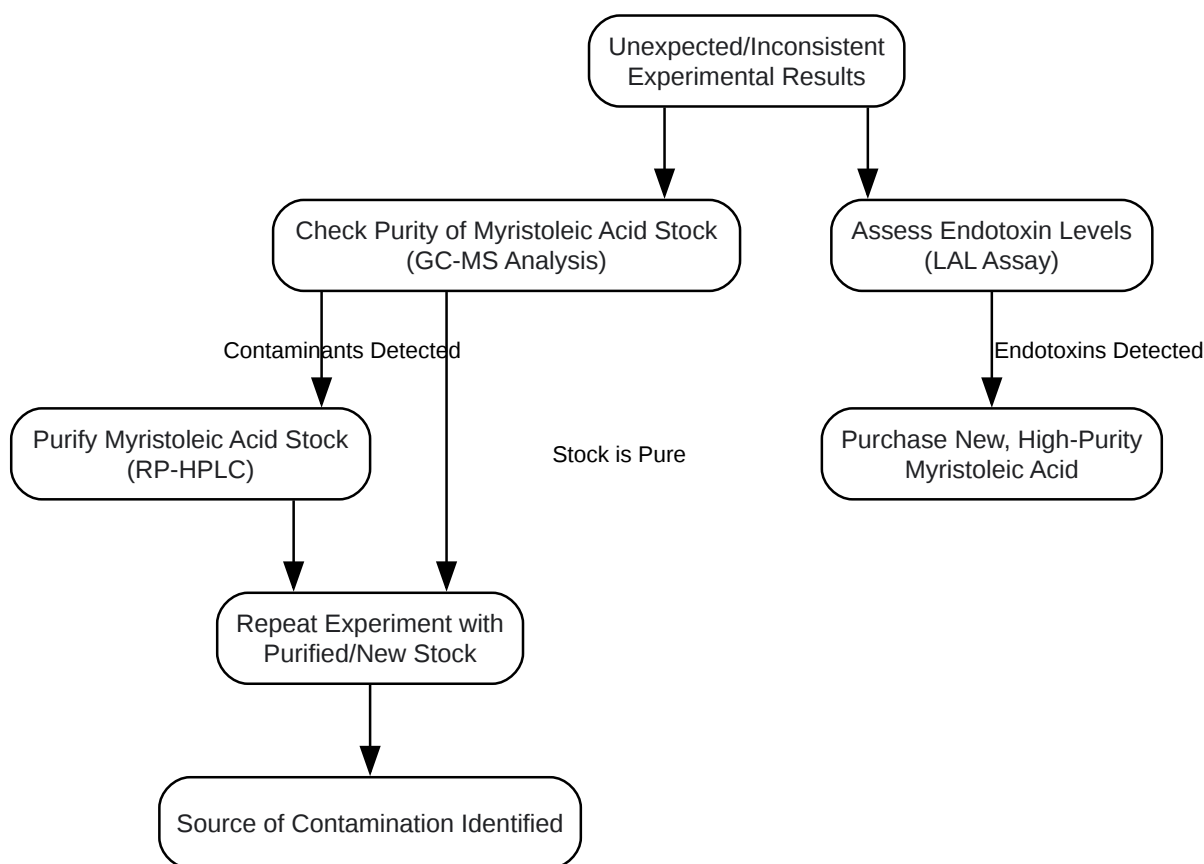 Unexpected/Inconsistent
Experimental Results
Check Purity of Myristoleic Acid Stock
(GC-MS Analysis)
Assess Endotoxin Levels
(LAL Assay)
Contaminants Detected
Endotoxins Detected
Purify Myristoleic Acid Stock
(RP-HPLC)
Stock is Pure
Purchase New, High-Purity
Myristoleic Acid
Repeat Experiment with
Purified/New Stock
Source of Contamination Identified